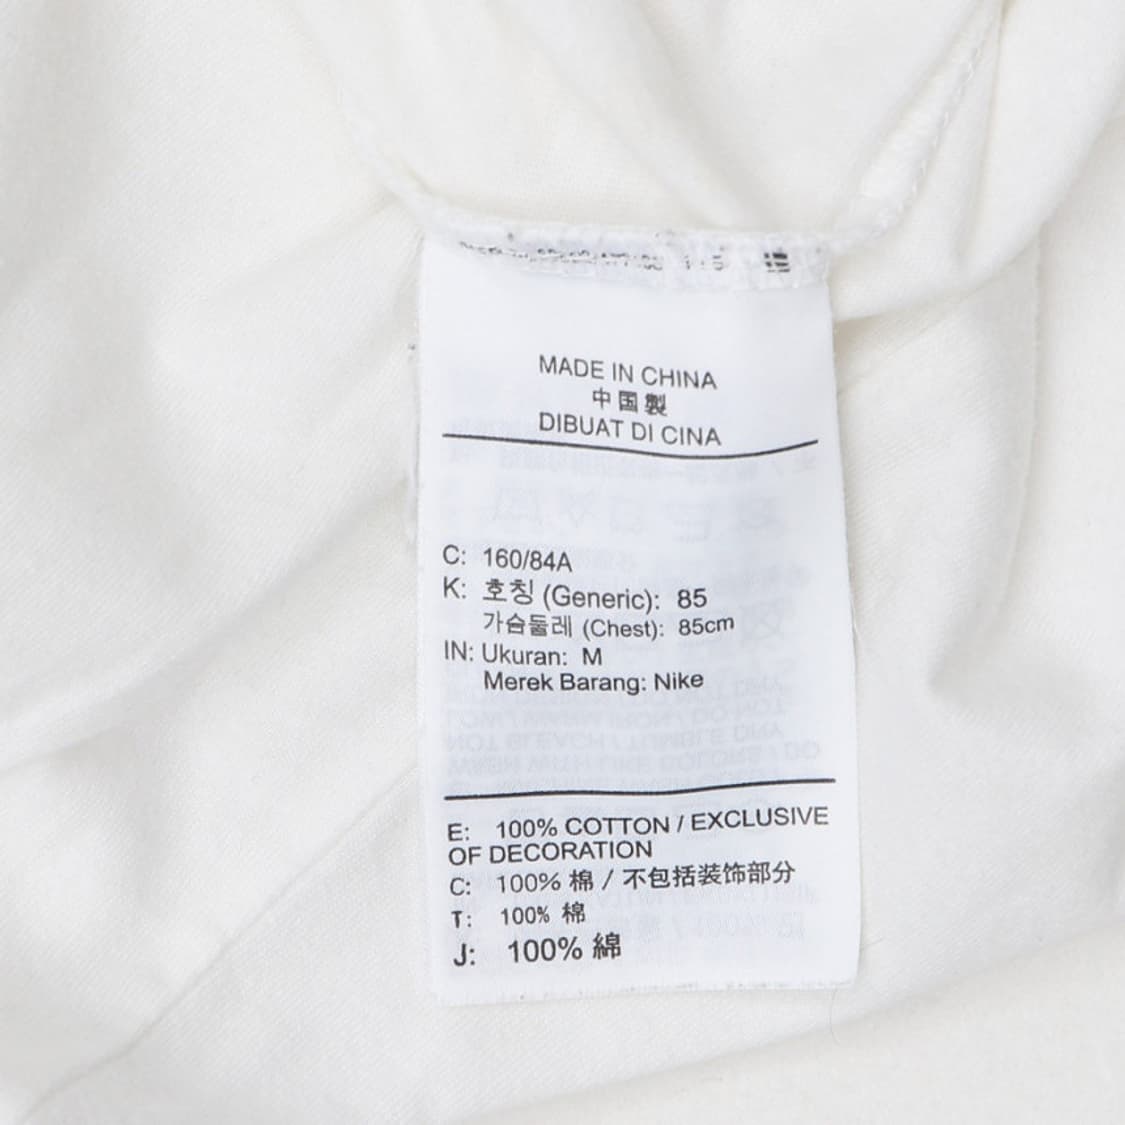 MADE IN CHINA
中国製
DIBUAT DI CINA
C: 160/84A
K: 호칭 (Generic): 85
가슴둘레 (Chest): 85cm
IN: Ukuran: M
Merek Barang: Nike
E: 100% COTTON / EXCLUSIVE
OF DECORATION
C: 100% 棉 / 不包括装饰部分
T: 100% 棉
J: 100% 綿